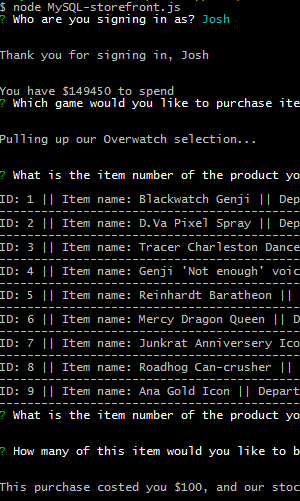 $ node MySQL-storefront.js
? Who are you signing in as? Josh
Thank you for signing in, Josh
You have $149450 to spend
? Which game would you like to purchase ite
Pulling up our Overwatch selection...
? What is the item number of the product yo
ID: 1 || Item name: Blackwatch Genji || Dep
ID: 2 || Item name: D.Va Pixel Spray || Dep
ID: 3 || Item name: Tracer Charleston Dance
ID: 4 || Item name: Genji 'Not enough' voic
ID: 5 || Item name: Reinhardt Baratheon ||
ID: 6 || Item name: Mercy Dragon Queen || D
ID: 7 || Item name: Junkrat Anniversery Ico
ID: 8 || Item name: Roadhog Can-crusher ||
ID: 9 || Item name: Ana Gold Icon || Depart
? What is the item number of the product yo
? How many of this item would you like to b
This purchase costed you $100, and our stoc